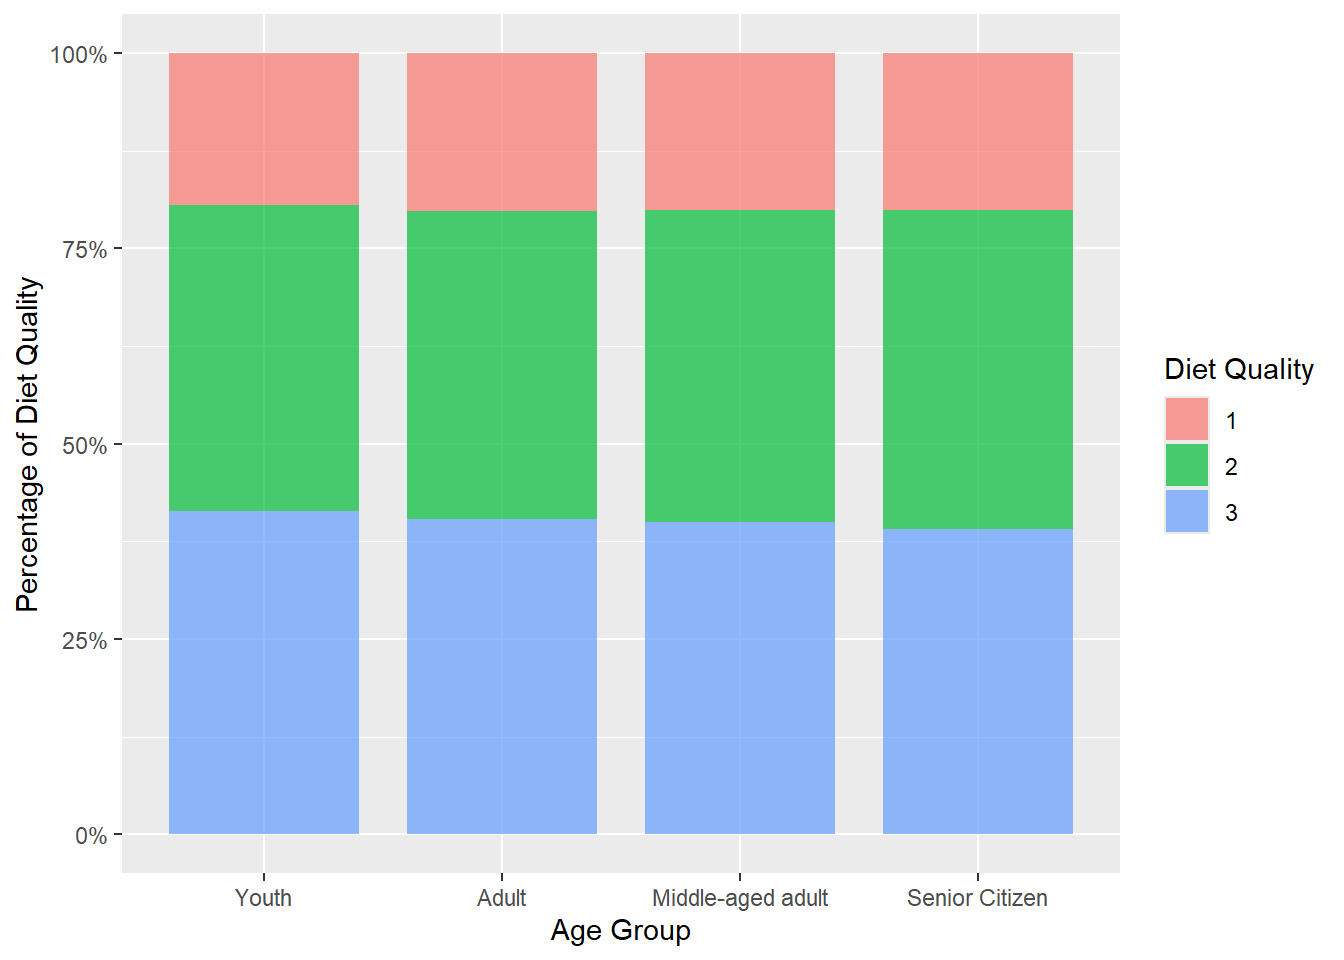 Percentage of Diet Quality
100%
75%
50%
25%
0%
Youth
Adult
Middle-aged adult
Senior Citizen
Age Group
Diet Quality
1
2
3